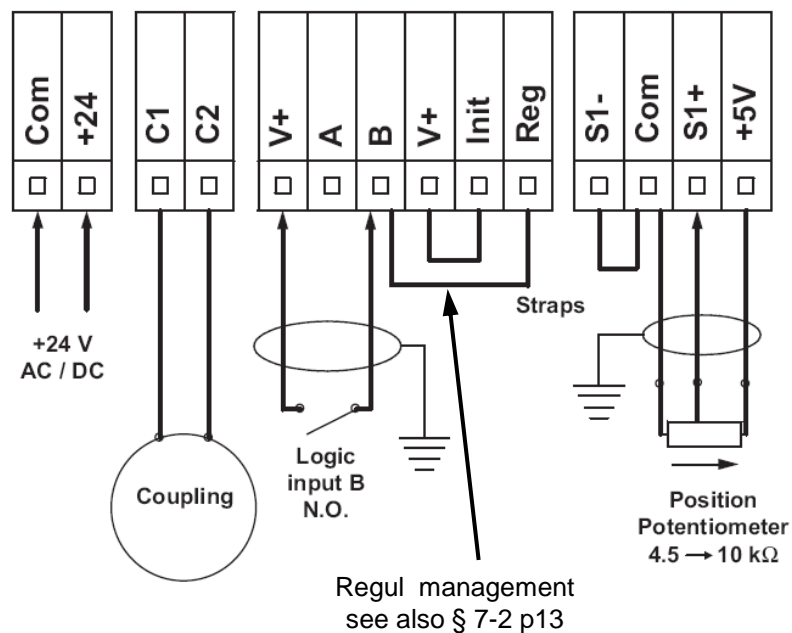 Com
+24
C1
C2
V+
A
B
V+
Init
Reg
S1-
Com
S1+
+5V
Straps
+24 V
AC / DC
Coupling
Logic
input B
N.O.
Position
Potentiometer
4.5 → 10 kΩ
Regul management
see also § 7-2 p13